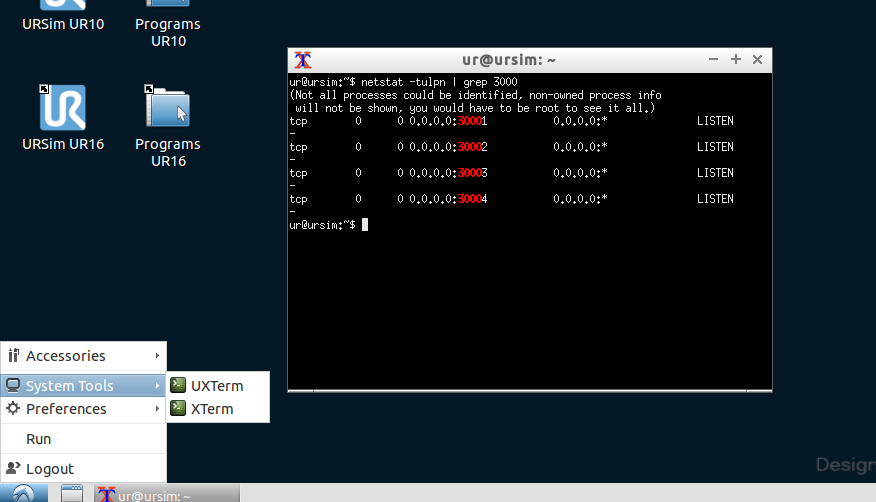 URSim UR10
Programs
UR10
UR
URSim UR16
Programs
UR16
ur@ursim: ~
ur@ursim:~$ netstat -tulpn | grep 3000
(Not all processes could be identified, non-owned process info
will not be shown, you would have to be root to see it all.)
tcp 0 0 0.0.0.0:30001 0.0.0.0:* LISTEN
-
tcp 0 0 0.0.0.0:30002 0.0.0.0:* LISTEN
-
tcp 0 0 0.0.0.0:30003 0.0.0.0:* LISTEN
-
tcp 0 0 0.0.0.0:30004 0.0.0.0:* LISTEN
-
ur@ursim:~$
Accessories
System Tools
Preferences
Run
Logout
UXTerm
XTerm
Design
ur@ursim: ~